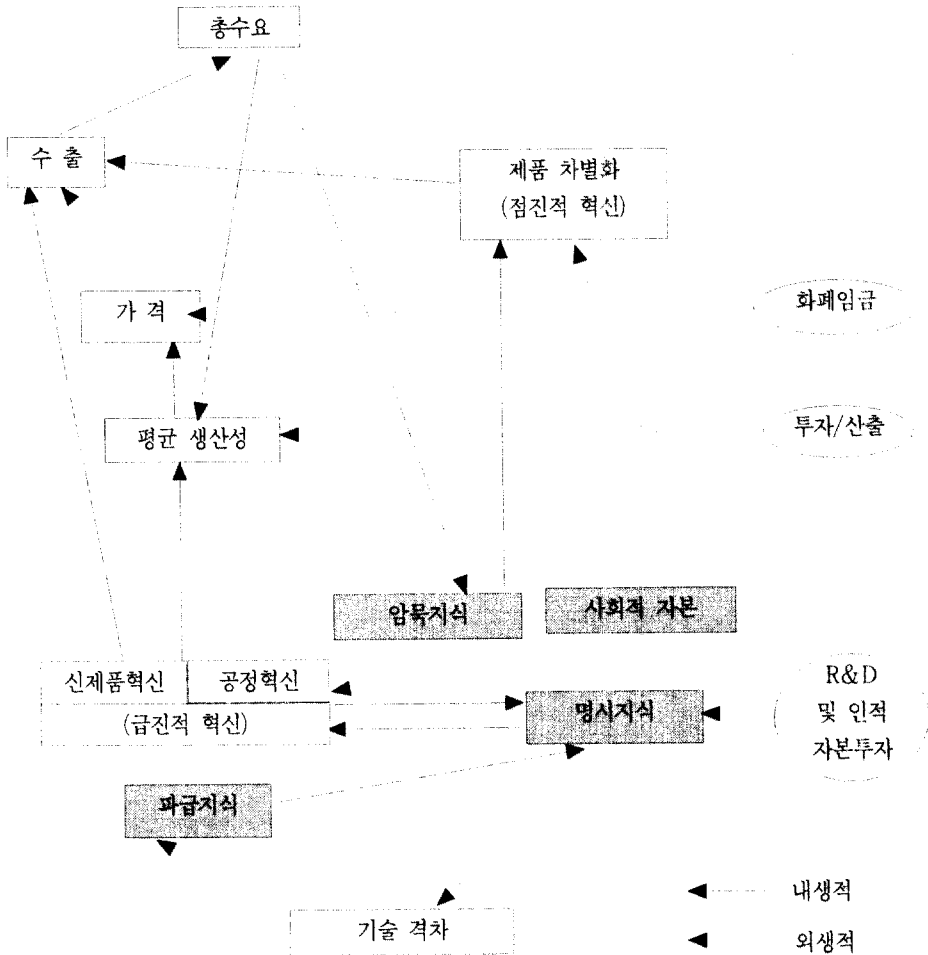 총수요
수 출
제품 차별화
(점진적 혁신)
가 격
화폐임금
평균 생산성
투자/산출
암묵지식
사회적 자본
신제품혁신
공정혁신
(급진적 혁신)
명시지식
R&D
및 인적
자본투자
파급지식
내생적
기술 격차
외생적